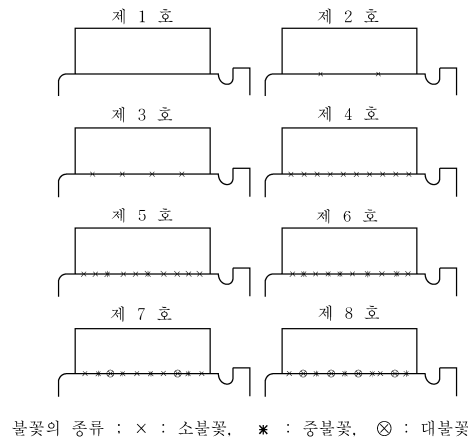 제 1 호
제 2 호
제 3 호
제 4 호
제 5 호
제 6 호
제 7 호
제 8 호
불꽃의 종류 ; × : 소불꽃, ⁎ : 중불꽃, ⊗ : 대불꽃